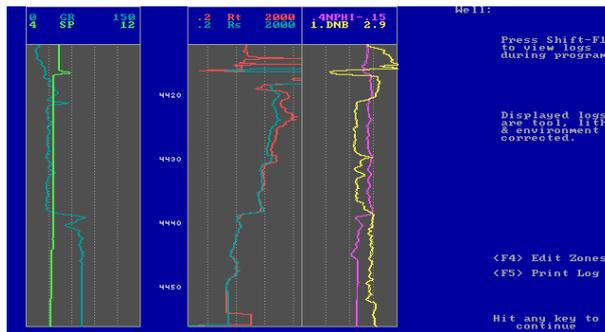 Well:
0 GR 150
4 SP 12
.2 Rt 2000
.2 Rs 2000
.4NPHI-.15
1.DNB 2.9
Press Shift-F1
to view logs
during program
4420
Displayed logs
are tool, lith
& environment
corrected.
4430
4440
<F4> Edit Zones
<F5> Print Log
4450
Hit any key to
continue